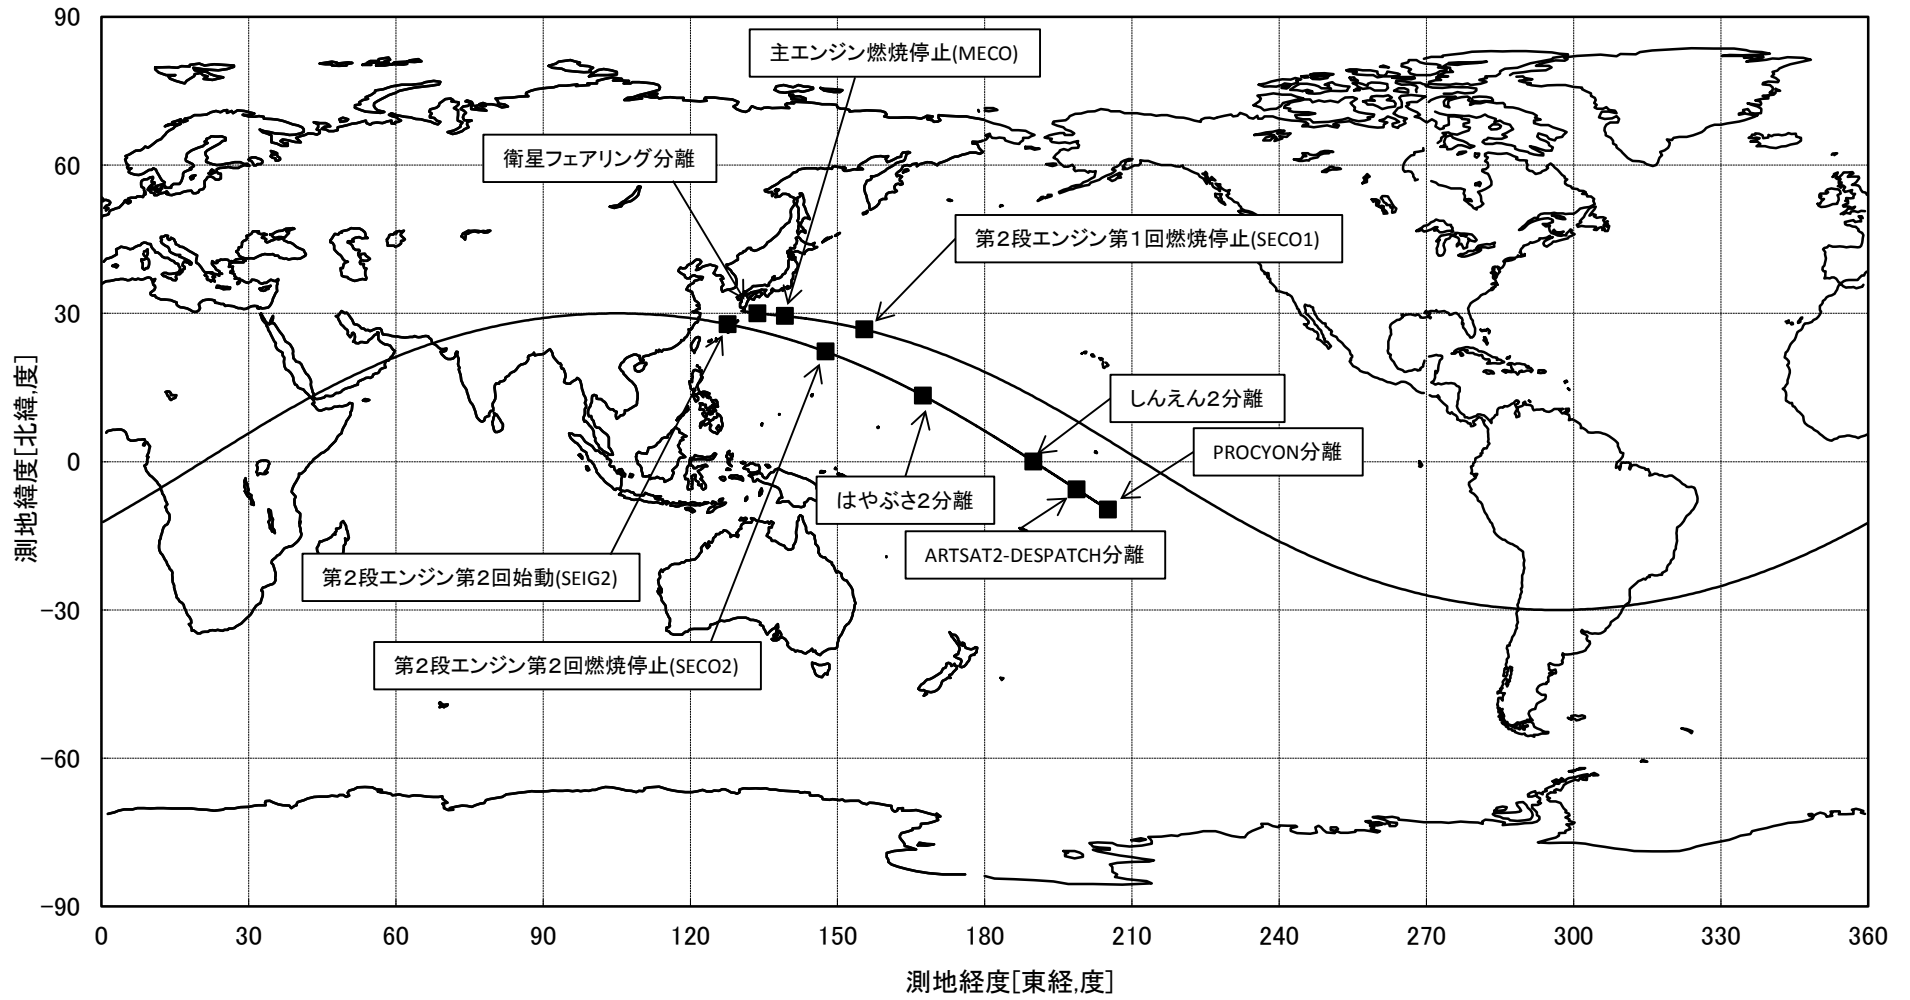 90
60
30
0
−30
−60
−90
測地緯度[北緯,度]
主エンジン燃焼停止(MECO)
衛星フェアリング分離
第2段エンジン第1回燃焼停止(SECO1)
しんえん2分離
PROCYON分離
はやぶさ2分離
ARTSAT2-DESPATCH分離
第2段エンジン第2回始動(SEIG2)
第2段エンジン第2回燃焼停止(SECO2)
0 30 60 90 120 150 180 210 240 270 300 330 360
測地経度[東経,度]